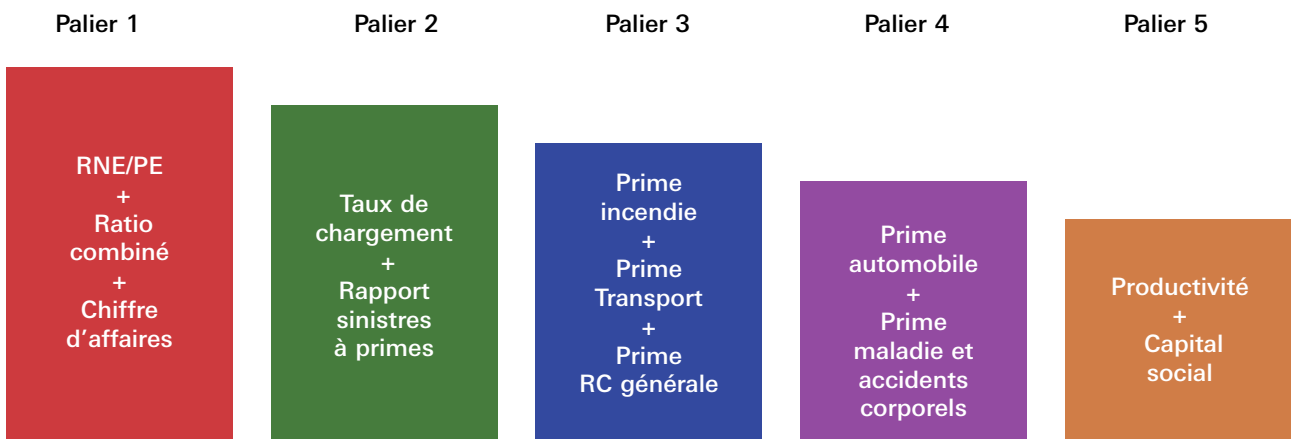 Palier 1
Palier 2
Palier 3
Palier 4
Palier 5
RNE/PE
+
Ratio
combiné
+
Chiffre
d’affaires
Taux de
chargement
+
Rapport
sinistres
à primes
Prime
incendie
+
Prime
Transport
+
Prime
RC générale
Prime
automobile
+
Prime
maladie et
accidents
corporels
Productivité
+
Capital
social